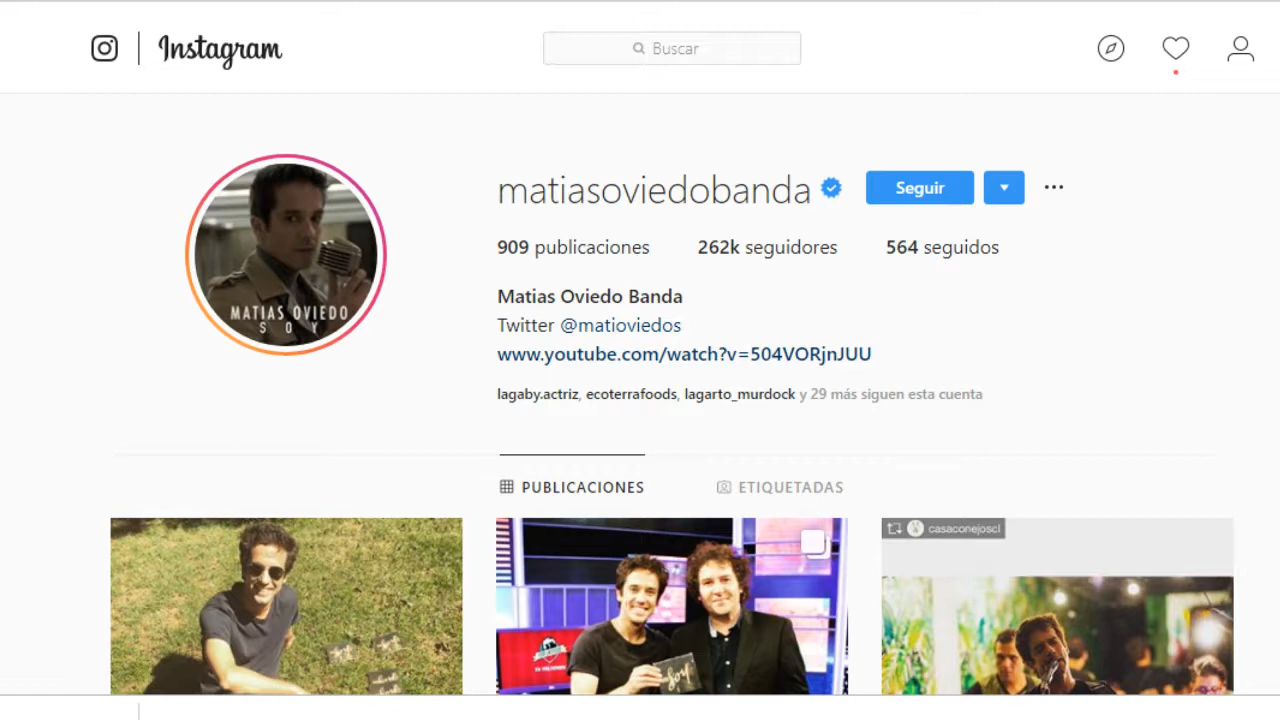 Instagram
Buscar
matiasoviedobanda
Seguir
909 publicaciones 262k seguidores 564 seguidos
Matias Oviedo Banda
Twitter @matioviedos
www.youtube.com/watch?v=504VORjnJUU
lagaby.actriz, ecoterrafoods, lagarto_murdock y 29 más siguen esta cuenta
MATIAS OVIEDO
SOY
PUBLICACIONES ETIQUETADAS
casaconejoscl
Soy